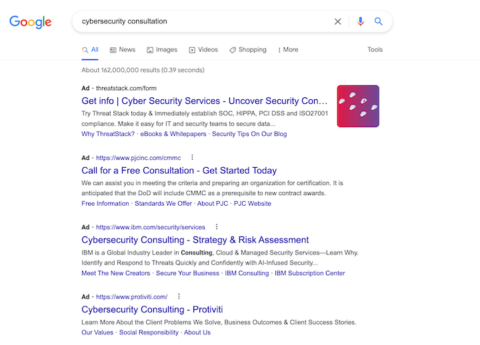 Google
cybersecurity consultation
All News Images Videos Shopping More Tools
About 162,000,000 results (0.39 seconds)
Ad · threatstack.com/form
Get info | Cyber Security Services - Uncover Security Con...
Try Threat Stack today & Immediately establish SOC, HIPPA, PCI DSS and ISO27001
compliance. Make it easy for IT and security teams to secure data...
Why ThreatStack? · eBooks & Whitepapers · Security Tips On Our Blog
Ad · https://www.pjcinc.com/cmmc
Call for a Free Consultation - Get Started Today
We can assist you in meeting the criteria and preparing an organization for certification. It is
anticipated that the DoD will include CMMC as a prerequisite to new contract awards.
Free Information · Standards We Offer · About PJC · PJC Website
Ad · https://www.ibm.com/security/services
Cybersecurity Consulting - Strategy & Risk Assessment
IBM is a Global Industry Leader in Consulting, Cloud & Managed Security Services—Learn Why.
Identify and Respond to Threats Quickly and Confidently with AI-Infused Security...
Meet The New Creators · Secure Your Business · IBM Consulting · IBM Subscription Center
Ad · https://www.protiviti.com/
Cybersecurity Consulting - Protiviti
Learn More About the Client Problems We Solve, Business Outcomes & Client Success Stories.
Our Values · Social Responsibility · About Us